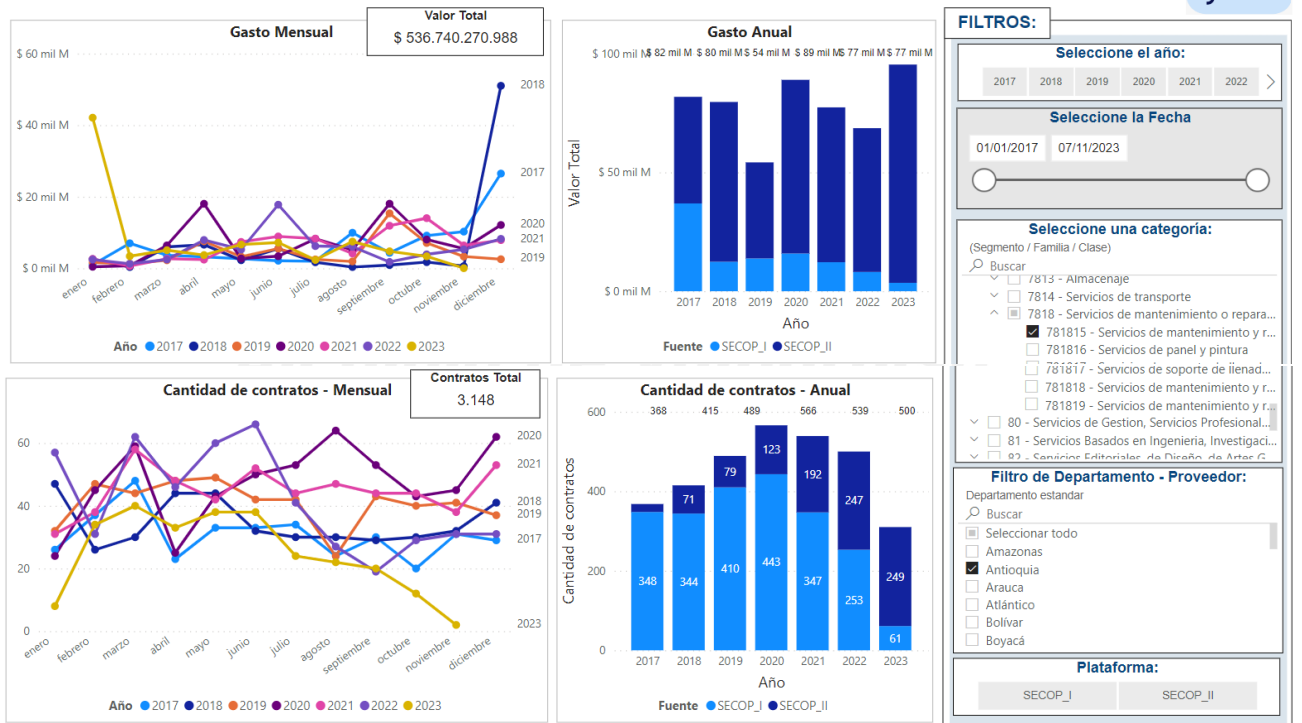 Gasto Mensual
Valor Total
$ 536.740.270.988
$ 60 mil M
$ 40 mil M
$ 20 mil M
$ 0 mil M
2018
2017
2020
2021
2019
enero
febrero
marzo
abril
mayo
junio
julio
agosto
septiembre
octubre
noviembre
diciembre
Año 2017 2018 2019 2020 2021 2022 2023
Gasto Anual
$ 100 mil M
$ 82 mil M $ 80 mil M $ 54 mil M $ 89 mil M $ 77 mil M $ 77 mil M
$ 50 mil M
$ 0 mil M
Valor Total
2017 2018 2019 2020 2021 2022 2023
Año
Fuente SECOP_I SECOP_II
FILTROS:
Seleccione el año:
2017 2018 2019 2020 2021 2022
Seleccione la Fecha
01/01/2017 07/11/2023
Seleccione una categoría:
(Segmento / Familia / Clase)
Buscar
7813 - Almacenaje
7814 - Servicios de transporte
7818 - Servicios de mantenimiento o repara...
781815 - Servicios de mantenimiento y r...
781816 - Servicios de panel y pintura
781817 - Servicios de soporte de llenad...
781818 - Servicios de mantenimiento y r...
781819 - Servicios de mantenimiento y r...
80 - Servicios de Gestion, Servicios Profesional...
81 - Servicios Basados en Ingenieria, Investigaci...
82 - Servicios Editoriales, de Diseño, de Artes G...
Cantidad de contratos - Mensual
Contratos Total
3.148
60
40
20
0
2020
2021
2018
2019
2017
2023
enero
febrero
marzo
abril
mayo
junio
julio
agosto
septiembre
octubre
noviembre
diciembre
Año 2017 2018 2019 2020 2021 2022 2023
Cantidad de contratos - Anual
600
400
200
0
Cantidad de contratos
368 415 489 566 539 500
71 79 123 192 247 249
348 344 410 443 347 253 61
2017 2018 2019 2020 2021 2022 2023
Año
Fuente SECOP_I SECOP_II
Filtro de Departamento - Proveedor:
Departamento estandar
Buscar
Seleccionar todo
Amazonas
Antioquia
Arauca
Atlántico
Bolívar
Boyacá
Plataforma:
SECOP_I SECOP_II